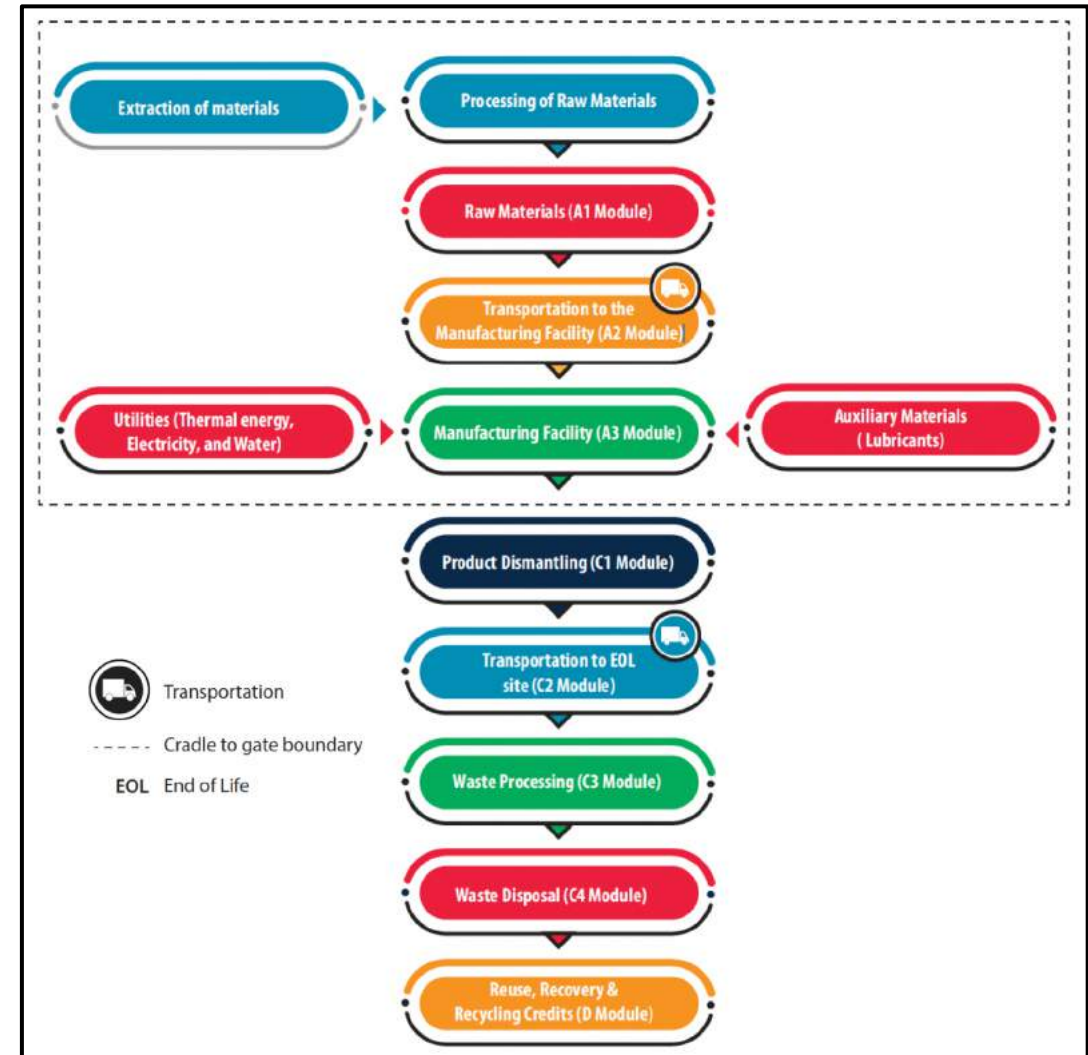 Extraction of materials
Processing of Raw Materials
Raw Materials (A1 Module)
Transportation to the
Manufacturing Facility (A2 Module)
Utilities (Thermal energy,
Electricity, and Water)
Manufacturing Facility (A3 Module)
Auxiliary Materials
( Lubricants)
Product Dismantling (C1 Module)
Transportation to EOL
site (C2 Module)
Transportation
Cradle to gate boundary
EOL End of Life
Waste Processing (C3 Module)
Waste Disposal (C4 Module)
Reuse, Recovery &
Recycling Credits (D Module)